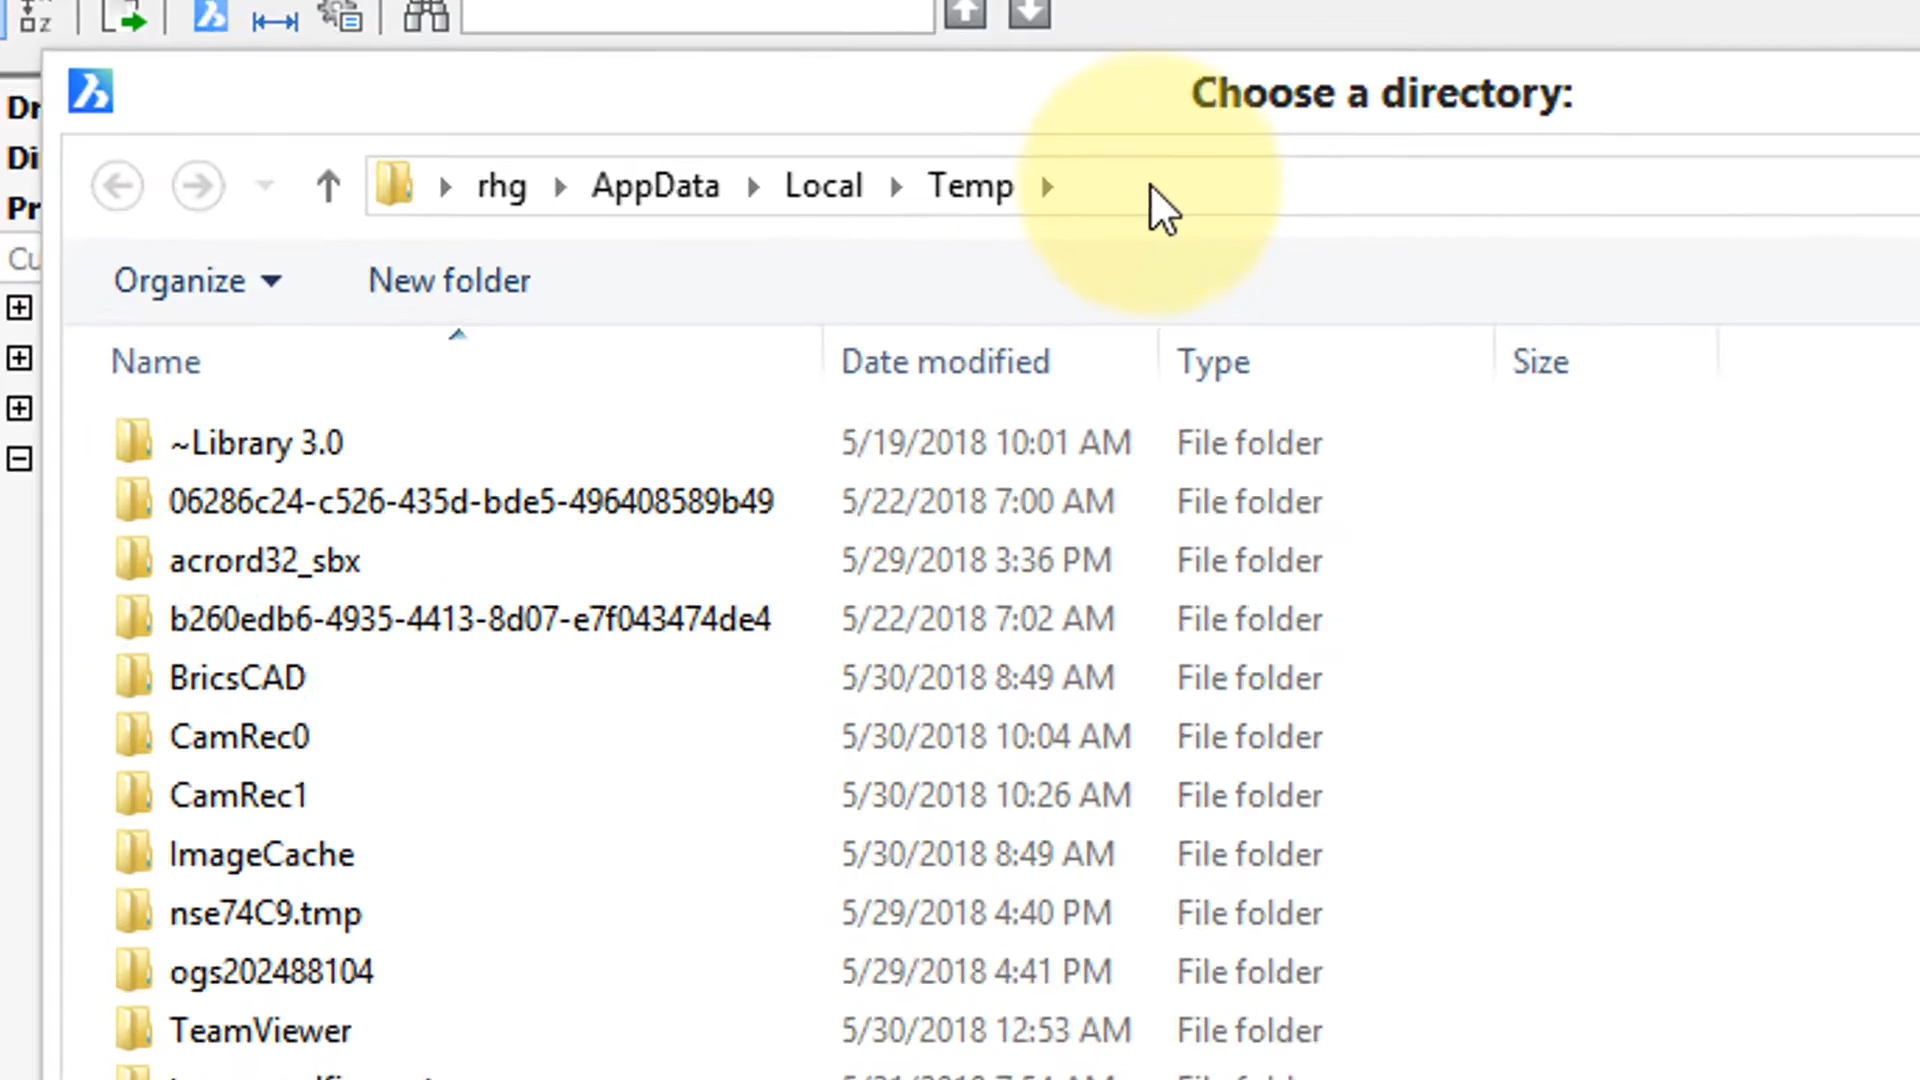 Choose a directory:
Dr
Di
Pr
Cu
rhg AppData Local Temp
Organize New folder
Name Date modified Type Size
~Library 3.0 5/19/2018 10:01 AM File folder
06286c24-c526-435d-bde5-496408589b49 5/22/2018 7:00 AM File folder
acrord32_sbx 5/29/2018 3:36 PM File folder
b260edb6-4935-4413-8d07-e7f043474de4 5/22/2018 7:02 AM File folder
BricsCAD 5/30/2018 8:49 AM File folder
CamRec0 5/30/2018 10:04 AM File folder
CamRec1 5/30/2018 10:26 AM File folder
ImageCache 5/30/2018 8:49 AM File folder
nse74C9.tmp 5/29/2018 4:40 PM File folder
ogs202488104 5/29/2018 4:41 PM File folder
TeamViewer 5/30/2018 12:53 AM File folder